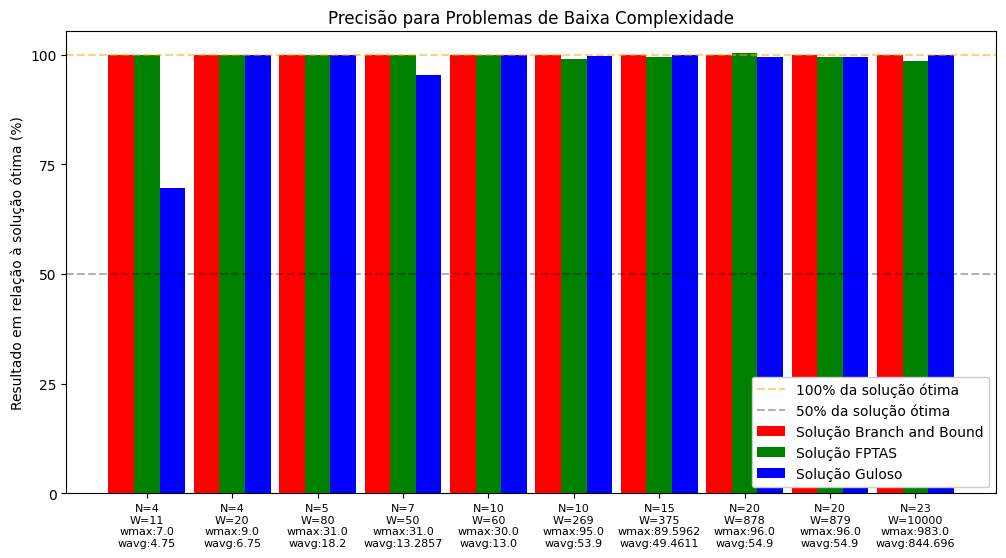 Precisão para Problemas de Baixa Complexidade
Resultado em relação à solução ótima (%)
100
75
50
25
0
100% da solução ótima
50% da solução ótima
Solução Branch and Bound
Solução FPTAS
Solução Guloso
N=4
W=11
wmax:7.0
wavg:4.75
N=4
W=20
wmax:9.0
wavg:6.75
N=5
W=80
wmax:31.0
wavg:18.2
N=7
W=50
wmax:31.0
wavg:13.2857
N=10
W=60
wmax:30.0
wavg:13.0
N=10
W=269
wmax:95.0
wavg:53.9
N=15
W=375
wmax:89.5962
wavg:49.4611
N=20
W=878
wmax:96.0
wavg:54.9
N=20
W=879
wmax:96.0
wavg:54.9
N=23
W=10000
wmax:983.0
wavg:844.696